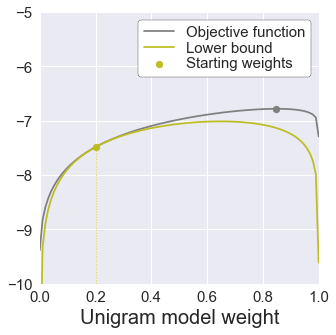 −5
−6
−7
−8
−9
−10
Objective function
Lower bound
Starting weights
0.0 0.2 0.4 0.6 0.8 1.0
Unigram model weight